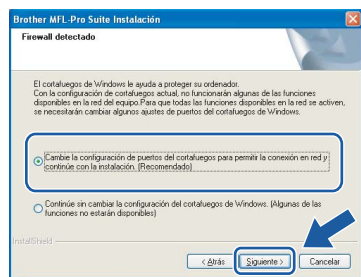 Brother MFL-Pro Suite Instalación
Firewall detectado
El cortafuegos de Windows le ayuda a proteger su ordenador.
Con la configuración de cortafuegos actual, no funcionarán algunas de las funciones
disponibles en la red del equipo.Para que todas las funciones disponibles en la red se activen,
se necesitarán cambiar algunos ajustes de puertos del cortafuegos de Windows.
Cambie la configuración de puertos del cortafuegos para permitir la conexión en red y
continúe con la instalación. (Recomendado)
Continúe sin cambiar la configuración del cortafuegos de Windows. (Algunas de las
funciones no estarán disponibles)
InstallShield
< Atrás
Siguiente >
Cancelar